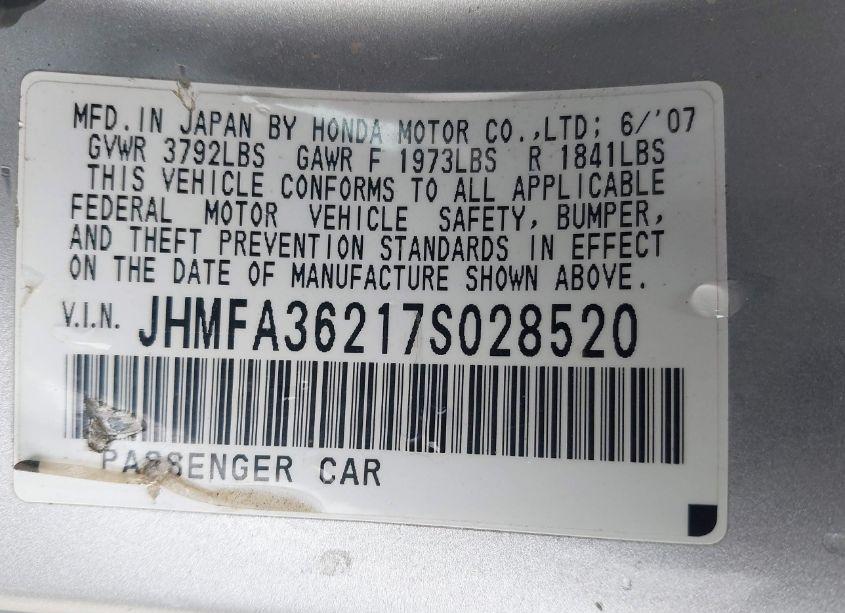 MFD. IN JAPAN BY HONDA MOTOR CO.,LTD; 6/'07
GVWR 3792LBS GAWR F 1973LBS R 1841LBS
THIS VEHICLE CONFORMS TO ALL APPLICABLE
FEDERAL MOTOR VEHICLE SAFETY, BUMPER,
AND THEFT PREVENTION STANDARDS IN EFFECT
ON THE DATE OF MANUFACTURE SHOWN ABOVE.
V.I.N. JHMFA36217S028520
PASSENGER CAR